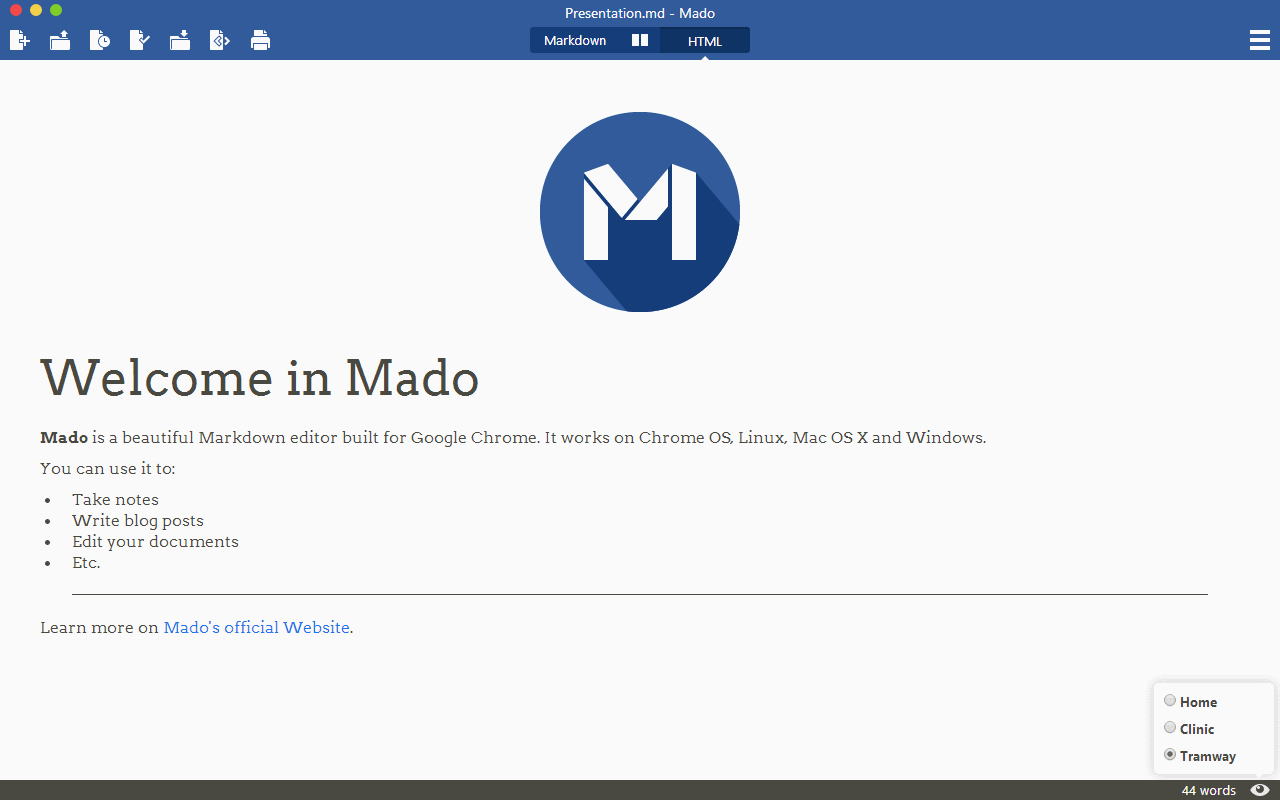 Presentation.md - Mado
Markdown HTML
M
Welcome in Mado
Mado is a beautiful Markdown editor built for Google Chrome. It works on Chrome OS, Linux, Mac OS X and Windows.
You can use it to:
• Take notes
• Write blog posts
• Edit your documents
• Etc.
Learn more on Mado's official Website.
Home
Clinic
Tramway
44 words